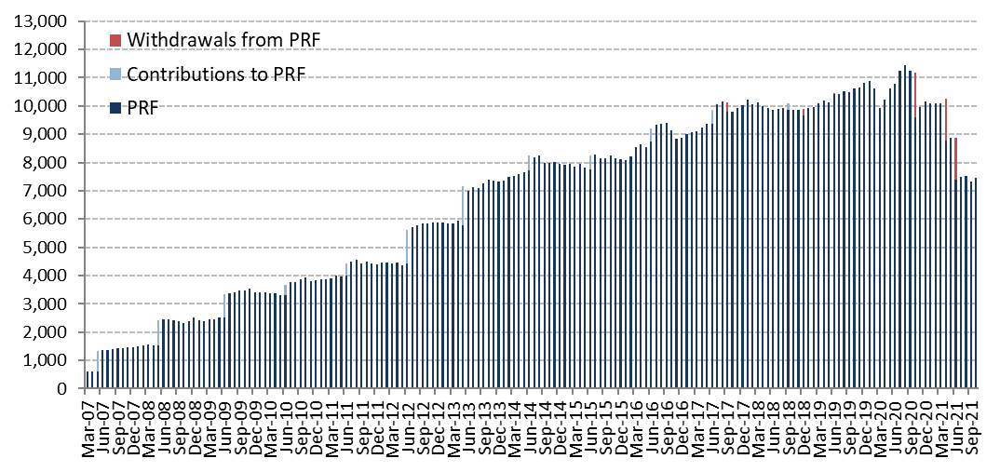 13,000
12,000
11,000
10,000
9,000
8,000
7,000
6,000
5,000
4,000
3,000
2,000
1,000
0
Withdrawals from PRF
Contributions to PRF
PRF
Mar-07
Jun-07
Sep-07
Dec-07
Mar-08
Jun-08
Sep-08
Dec-08
Mar-09
Jun-09
Sep-09
Dec-09
Mar-10
Jun-10
Sep-10
Dec-10
Mar-11
Jun-11
Sep-11
Dec-11
Mar-12
Jun-12
Sep-12
Dec-12
Mar-13
Jun-13
Sep-13
Dec-13
Mar-14
Jun-14
Sep-14
Dec-14
Mar-15
Jun-15
Sep-15
Dec-15
Mar-16
Jun-16
Sep-16
Dec-16
Mar-17
Jun-17
Sep-17
Dec-17
Mar-18
Jun-18
Sep-18
Dec-18
Mar-19
Jun-19
Sep-19
Dec-19
Mar-20
Jun-20
Sep-20
Dec-20
Mar-21
Jun-21
Sep-21